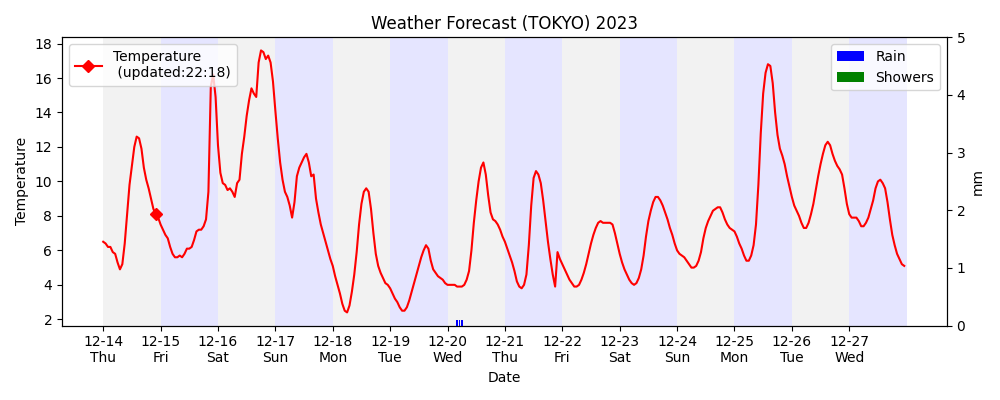 Weather Forecast (TOKYO) 2023
Temperature
(updated:22:18)
Rain
Showers
Temperature
18
16
14
12
10
8
6
4
2
5
4
3
2
1
0
mm
12-14 12-15 12-16 12-17 12-18 12-19 12-20 12-21 12-22 12-23 12-24 12-25 12-26 12-27
Thu Fri Sat Sun Mon Tue Wed Thu Fri Sat Sun Mon Tue Wed
Date